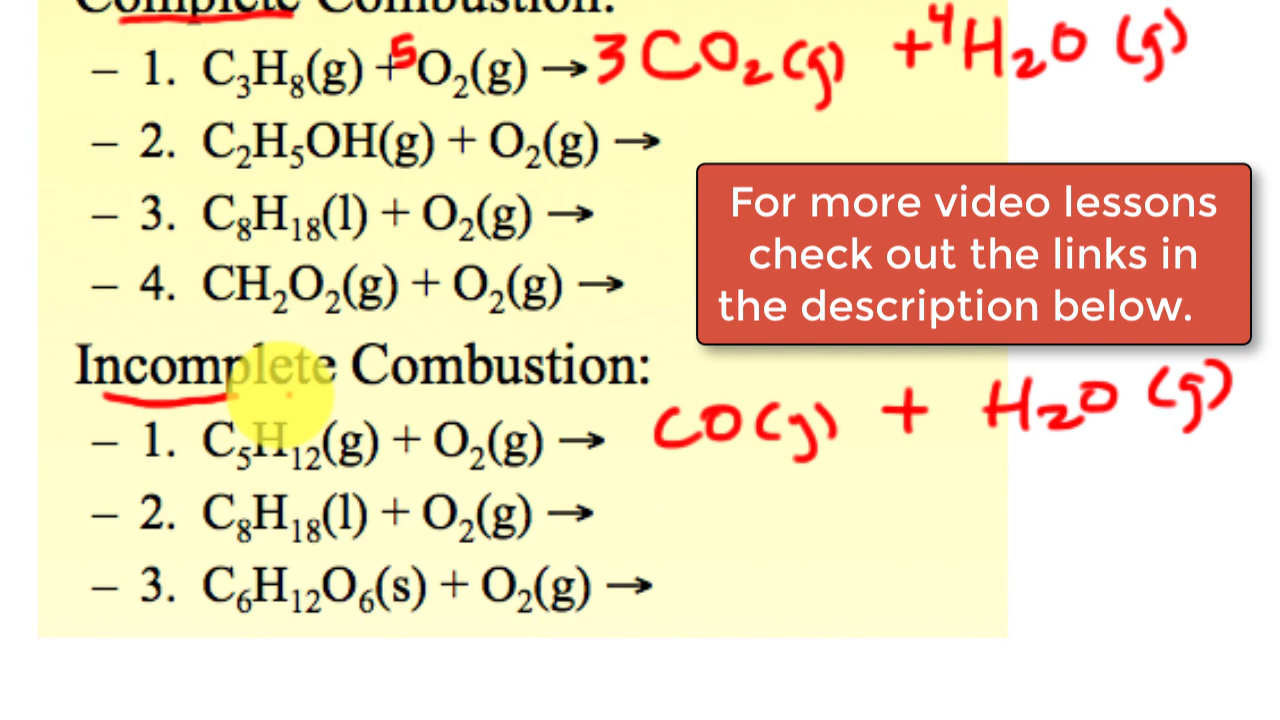 Complete Combustion:
– 1. C₃H₈(g) + 5O₂(g) → 3CO₂(g) + 4H₂O(g)
– 2. C₂H₅OH(g) + O₂(g) →
– 3. C₈H₁₈(l) + O₂(g) →
– 4. CH₂O₂(g) + O₂(g) →
For more video lessons
check out the links in
the description below.
Incomplete Combustion:
– 1. C₅H₁₂(g) + O₂(g) → CO(g) + H₂O(g)
– 2. C₈H₁₈(l) + O₂(g) →
– 3. C₆H₁₂O₆(s) + O₂(g) →